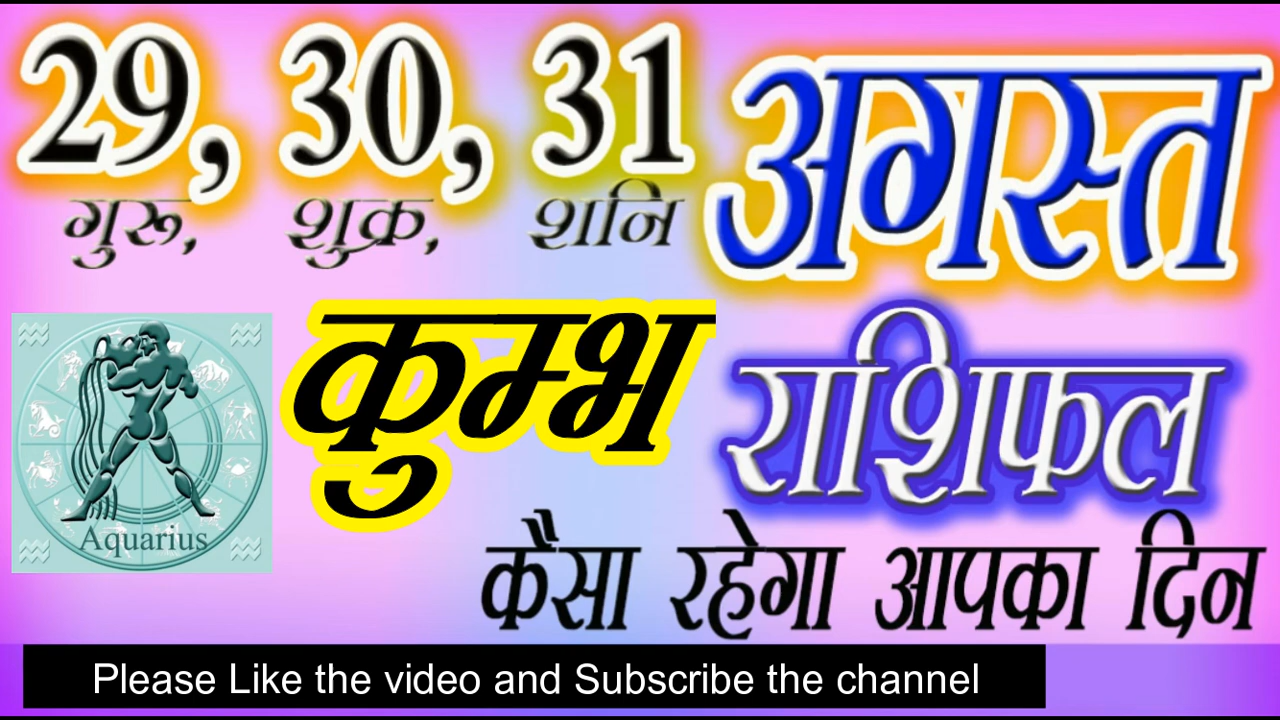 29, 30, 31 अगस्त
गुरू, शुक्र, शनि
कुम्भ राशिफल
Aquarius
कैसा रहेगा आपका दिन
Please Like the video and Subscribe the channel